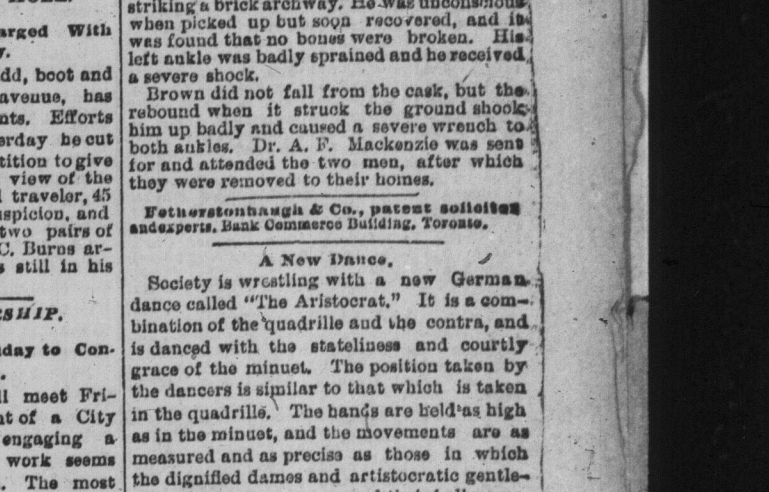 arged With
y.
dd, boot and
avenue, has
nts. Efforts
erday he cut
tition to give
view of the
traveler, 45
spicion, and
two pairs of
C. Burns ar-
s still in his
SHIP.
day to Con-
ll meet Fri-
nt of a City
engaging a
work seems
. The most
striking a brick archway. He was unconscious
when picked up but soon recovered, and it
was found that no bones were broken. His
left ankle was badly sprained and he received
a severe shock.
Brown did not fall from the cask, but the
rebound when it struck the ground shook
him up badly and caused a severe wrench to
both ankles. Dr. A. F. Mackenzie was sent
for and attended the two men, after which
they were removed to their homes.
Fetherstonhaugh & Co., patent solicitors
and experts. Bank Commerce Building, Toronto.
A New Dance.
Society is wrestling with a new German
dance called "The Aristocrat." It is a com-
bination of the quadrille and the contra, and
is danced with the stateliness and courtly
grace of the minuet. The position taken by
the dancers is similar to that which is taken
in the quadrille. The hands are held as high
as in the minuet, and the movements are as
measured and as precise as those in which
the dignified dames and artistocratic gentle-